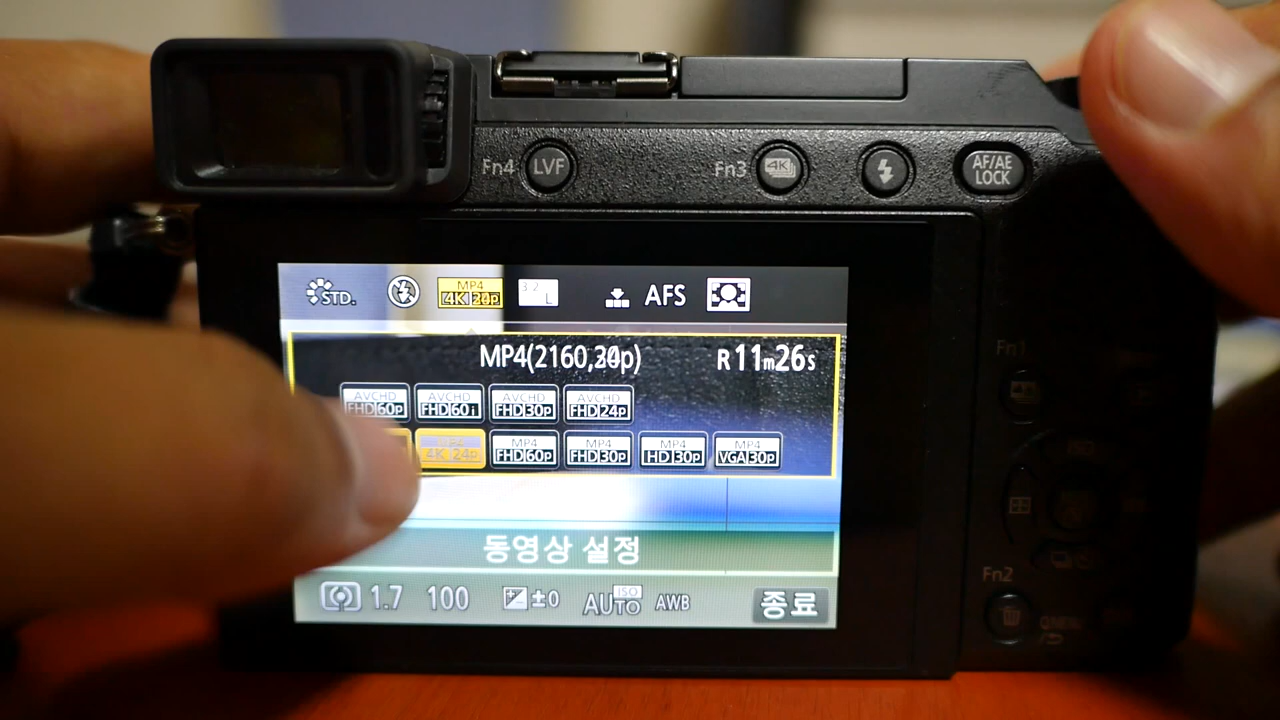 Fn4 LVF Fn3 4K AF/AE LOCK
STD. MP4 3:2 L AFS
MP4(2160, R11m26s
AVCHD FHD 60p AVCHD FHD 60i AVCHD FHD 30p AVCHD FHD 24p
MP4 4K 24p MP4 FHD 60p MP4 FHD 30p MP4 HD 30p MP4 VGA 30p
동영상 설정
1.7 100 ±0 ISO AUTO AWB 종료
Fn1
Fn2